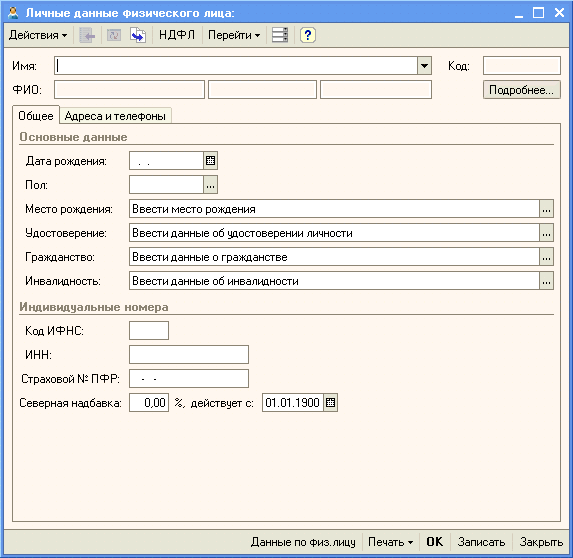 Личные данные физического лица:
Действия НДФЛ Перейти ?
Имя: Код:
ФИО: Подробнее...
Общее Адреса и телефоны
Основные данные
Дата рождения: . .
Пол: ...
Место рождения: Ввести место рождения ...
Удостоверение: Ввести данные об удостоверении личности ...
Гражданство: Ввести данные о гражданстве ...
Инвалидность: Ввести данные об инвалидности ...
Индивидуальные номера
Код ИФНС:
ИНН:
Страховой № ПФР: - -
Северная надбавка: 0,00 %, действует с: 01.01.1900
Данные по физ.лицу Печать OK Записать Закрыть